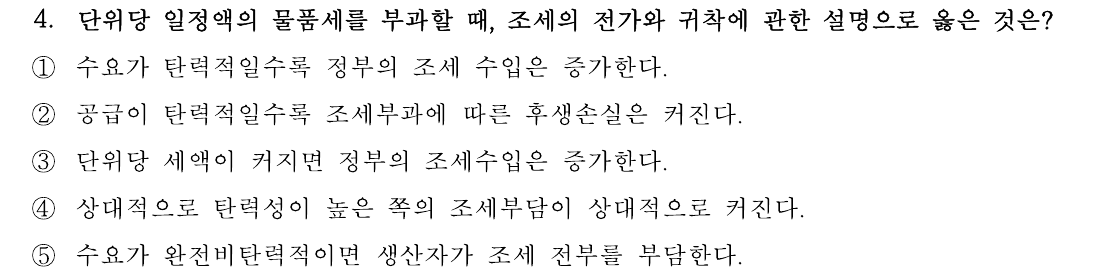 4. 단위당 일정액의 물품세를 부과할 때, 조세의 전가와 귀착에 관한 설명으로 옳은 것은?
① 수요가 탄력적일수록 정부의 조세 수입은 증가한다.
② 공급이 탄력적일수록 조세부과에 따른 후생손실은 커진다.
③ 단위당 세액이 커지면 정부의 조세수입은 증가한다.
④ 상대적으로 탄력성이 높은 쪽의 조세부담이 상대적으로 커진다.
⑤ 수요가 완전비탄력적이면 생산자가 조세 전부를 부담한다.